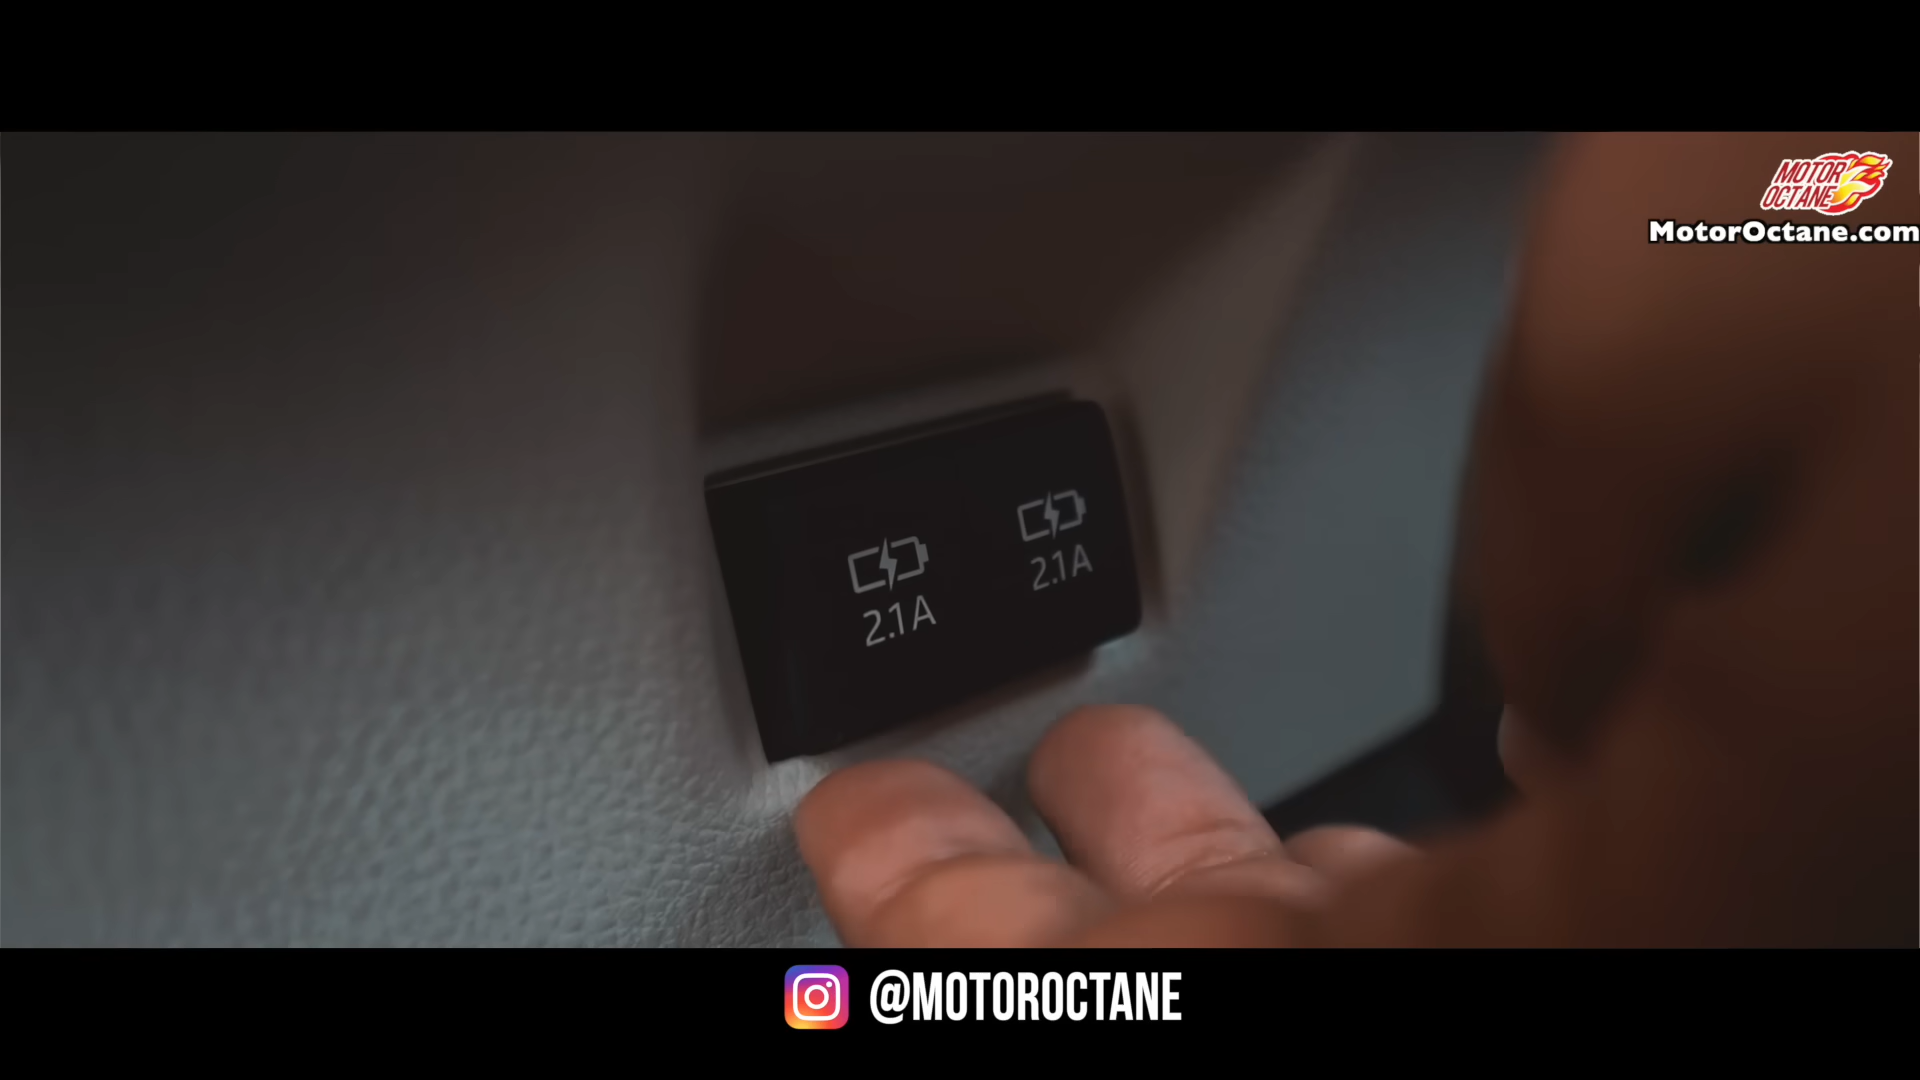 MOTOR
OCTANE
MotorOctane.com
2.1A
2.1A
@MOTOROCTANE